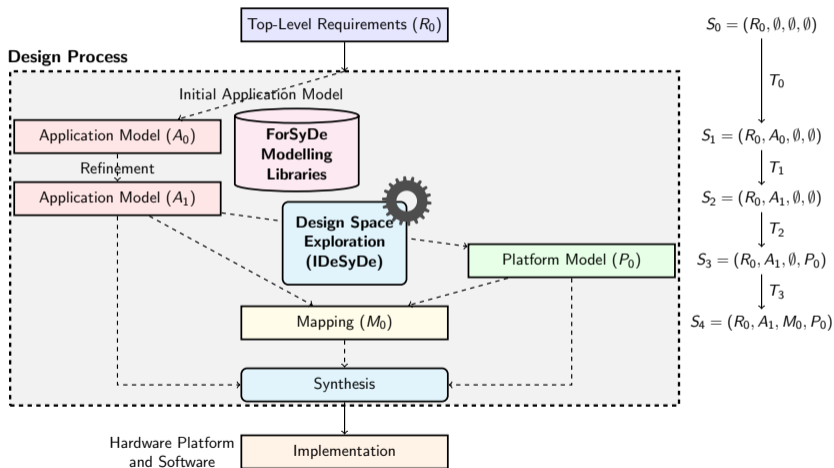 Top-Level Requirements (R₀)
S₀ = (R₀, ∅, ∅, ∅)
Design Process
T₀
Initial Application Model
Application Model (A₀)
ForSyDe
Modelling
Libraries
S₁ = (R₀, A₀, ∅, ∅)
Refinement
T₁
Application Model (A₁)
S₂ = (R₀, A₁, ∅, ∅)
Design Space
Exploration
(IDeSyDe)
T₂
Platform Model (P₀)
S₃ = (R₀, A₁, ∅, P₀)
T₃
Mapping (M₀)
S₄ = (R₀, A₁, M₀, P₀)
Synthesis
Hardware Platform
and Software
Implementation